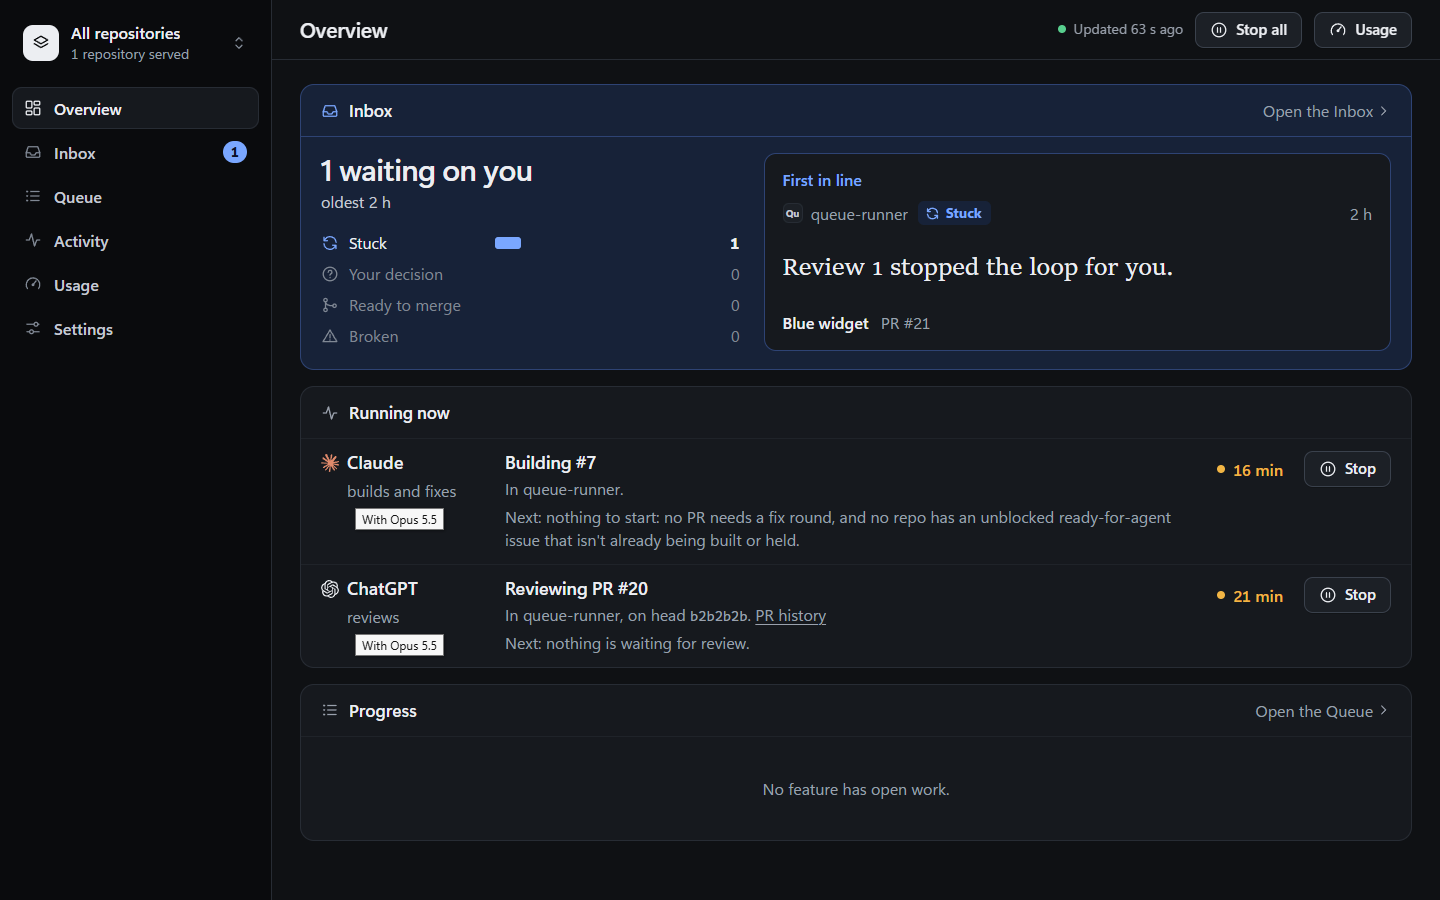 All repositories
1 repository served
Overview
Inbox
1
Queue
Activity
Usage
Settings
Overview
Updated 63 s ago
Stop all
Usage
Inbox
Open the Inbox
1 waiting on you
oldest 2 h
Stuck 1
Your decision 0
Ready to merge 0
Broken 0
First in line
Qu queue-runner Stuck 2 h
Review 1 stopped the loop for you.
Blue widget PR #21
Running now
Claude
builds and fixes
With Opus 5.5
Building #7
In queue-runner.
Next: nothing to start: no PR needs a fix round, and no repo has an unblocked ready-for-agent
issue that isn't already being built or held.
16 min
Stop
ChatGPT
reviews
With Opus 5.5
Reviewing PR #20
In queue-runner, on head b2b2b2b. PR history
Next: nothing is waiting for review.
21 min
Stop
Progress
Open the Queue
No feature has open work.